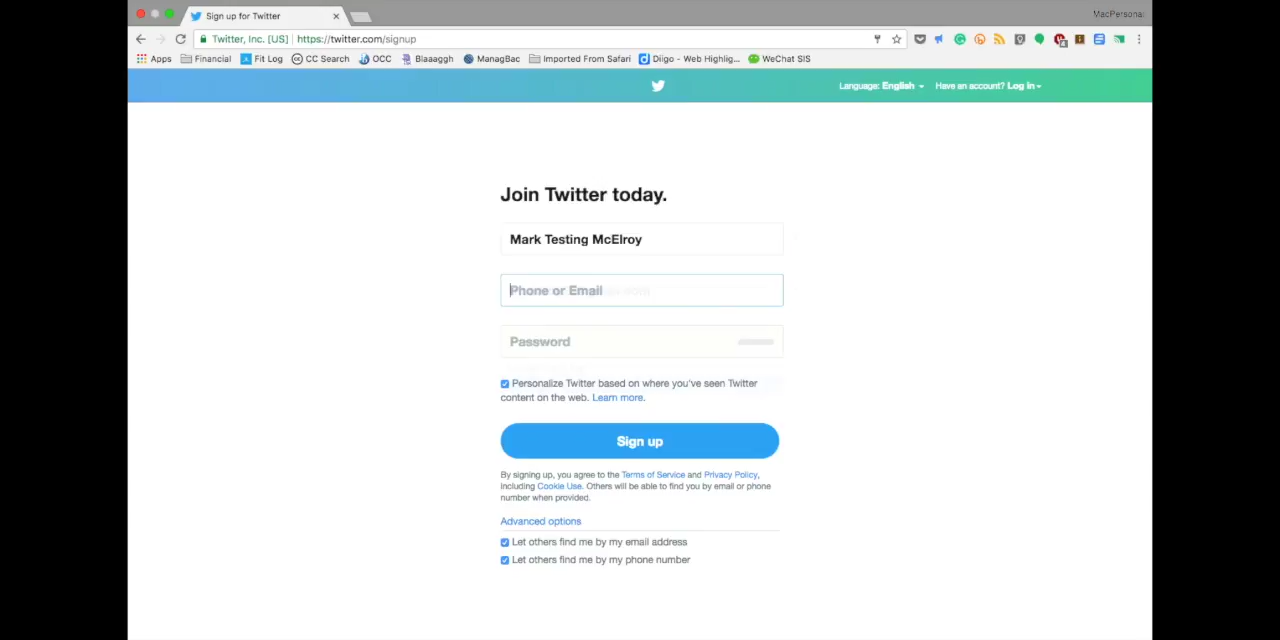 Sign up for Twitter
MacPersonal
Twitter, Inc. [US] | https://twitter.com/signup
Apps Financial Fit Log CC Search OCC Blaaaggh ManagBac Imported From Safari Diigo - Web Highlig... WeChat SIS
Language: English Have an account? Log in
Join Twitter today.
Mark Testing McElroy
Phone or Email
Password
Personalize Twitter based on where you've seen Twitter
content on the web. Learn more.
Sign up
By signing up, you agree to the Terms of Service and Privacy Policy,
including Cookie Use. Others will be able to find you by email or phone
number when provided.
Advanced options
Let others find me by my email address
Let others find me by my phone number